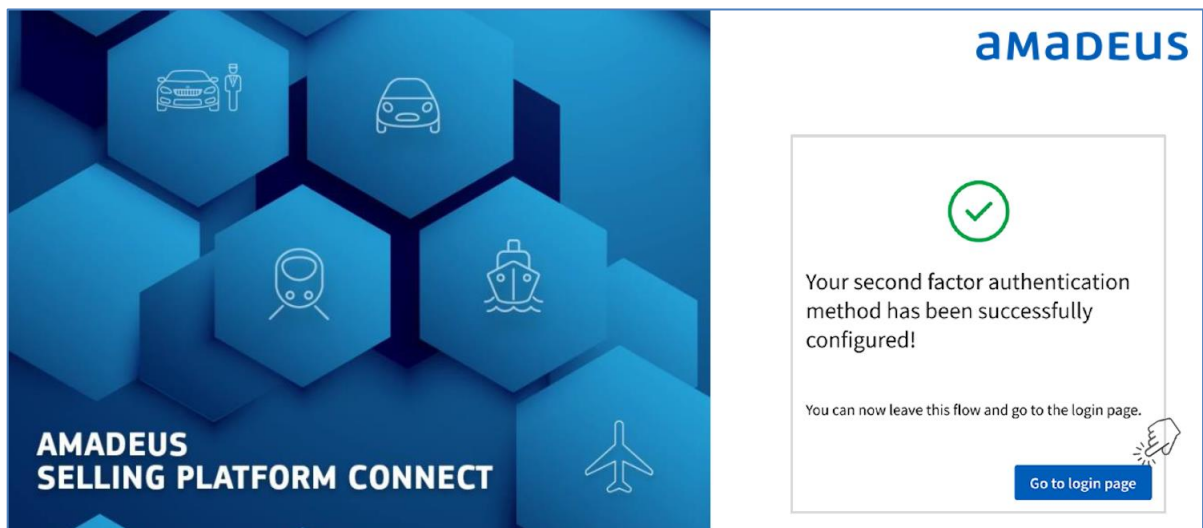 AMADEUS
SELLING PLATFORM CONNECT
aMaDEUS
Your second factor authentication
method has been successfully
configured!
You can now leave this flow and go to the login page.
Go to login page